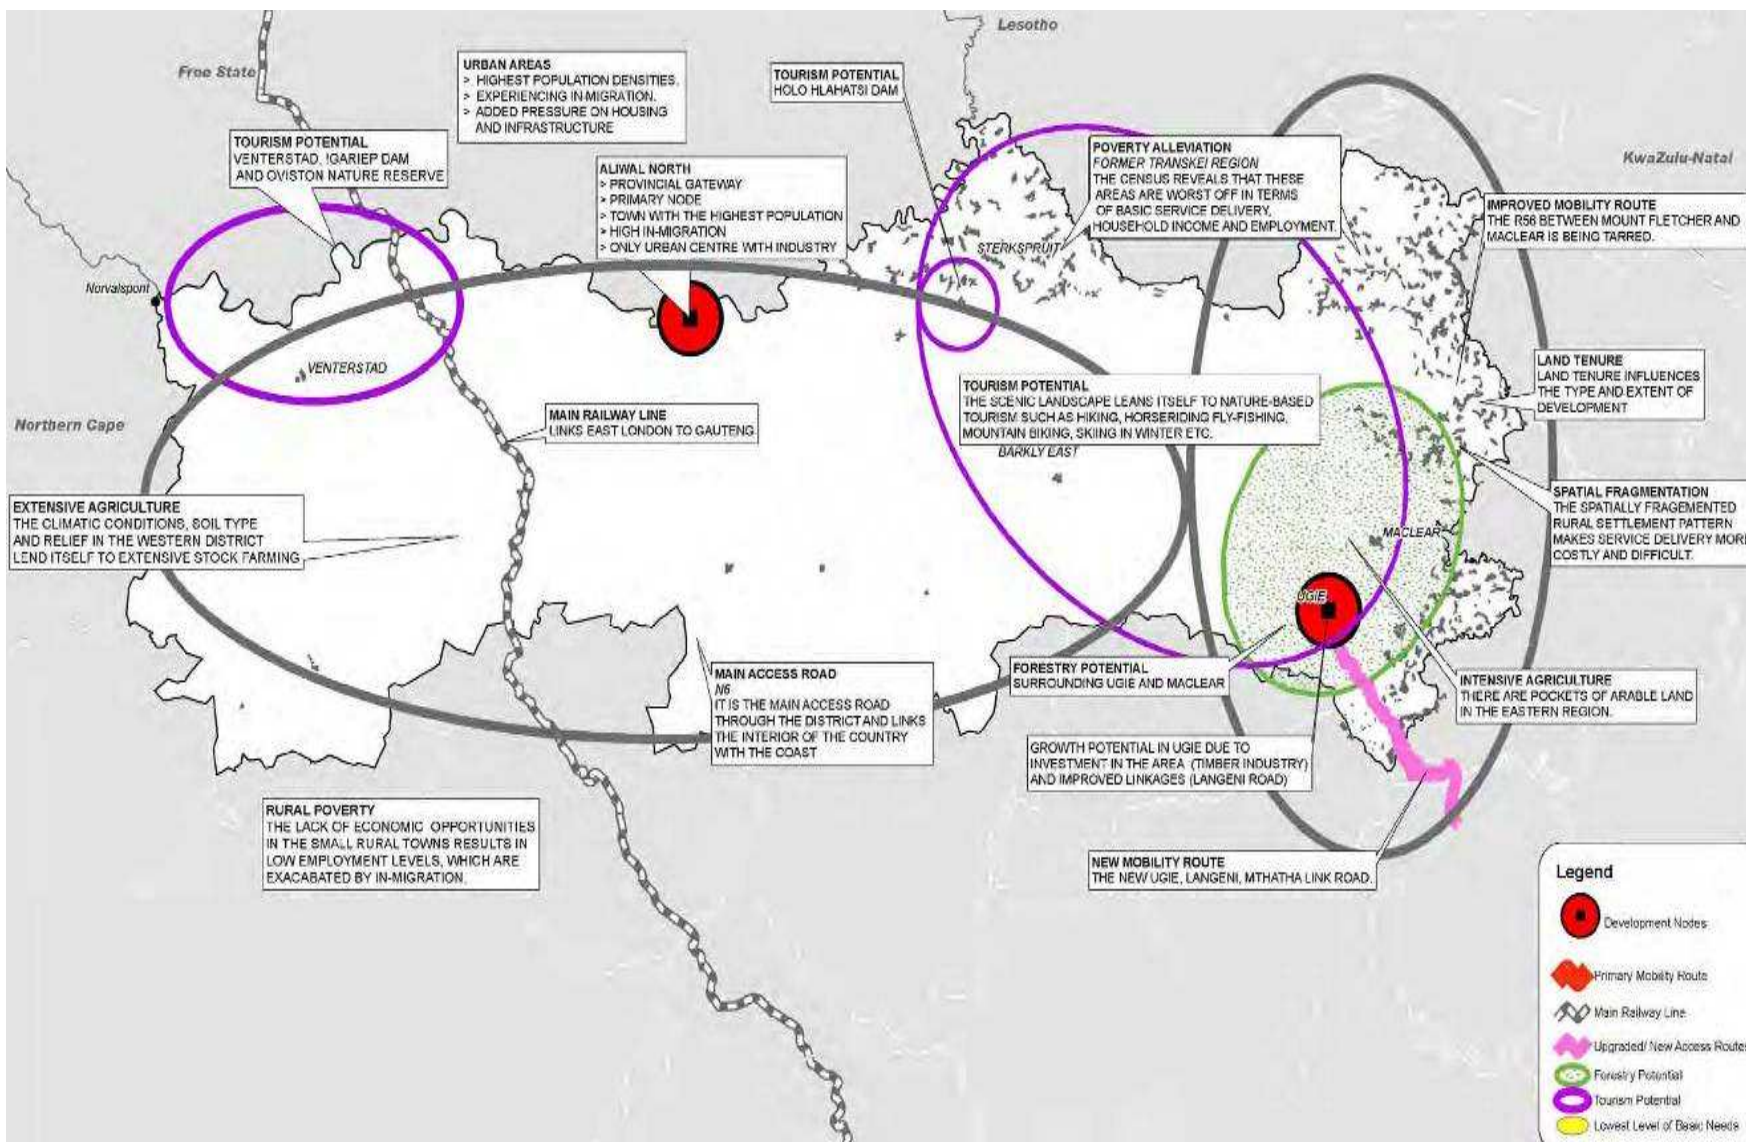 Lesotho
Free State
KwaZulu-Natal
Northern Cape
Norvalspont
URBAN AREAS
> HIGHEST POPULATION DENSITIES.
> EXPERIENCING IN-MIGRATION.
> ADDED PRESSURE ON HOUSING
AND INFRASTRUCTURE
TOURISM POTENTIAL
HOLO HLAHATSI DAM
TOURISM POTENTIAL
VENTERSTAD, !GARIEP DAM
AND OVISTON NATURE RESERVE
ALIWAL NORTH
> PROVINCIAL GATEWAY
> PRIMARY NODE
> TOWN WITH THE HIGHEST POPULATION
> HIGH IN-MIGRATION
> ONLY URBAN CENTRE WITH INDUSTRY
POVERTY ALLEVIATION
FORMER TRANSKEI REGION
THE CENSUS REVEALS THAT THESE
AREAS ARE WORST OFF IN TERMS
OF BASIC SERVICE DELIVERY,
HOUSEHOLD INCOME AND EMPLOYMENT.
IMPROVED MOBILITY ROUTE
THE R56 BETWEEN MOUNT FLETCHER AND
MACLEAR IS BEING TARRED.
STERKSPRUIT
VENTERSTAD
LAND TENURE
LAND TENURE INFLUENCES
THE TYPE AND EXTENT OF
DEVELOPMENT
TOURISM POTENTIAL
THE SCENIC LANDSCAPE LEANS ITSELF TO NATURE-BASED
TOURISM SUCH AS HIKING, HORSERIDING FLY-FISHING,
MOUNTAIN BIKING, SKIING IN WINTER ETC.
BARKLY EAST
MAIN RAILWAY LINE
LINKS EAST LONDON TO GAUTENG
EXTENSIVE AGRICULTURE
THE CLIMATIC CONDITIONS, SOIL TYPE
AND RELIEF IN THE WESTERN DISTRICT
LEND ITSELF TO EXTENSIVE STOCK FARMING
SPATIAL FRAGMENTATION
THE SPATIALLY FRAGEMENTED
RURAL SETTLEMENT PATTERN
MAKES SERVICE DELIVERY MORE
COSTLY AND DIFFICULT.
MACLEAR
UGIE
MAIN ACCESS ROAD
N6
IT IS THE MAIN ACCESS ROAD
THROUGH THE DISTRICT AND LINKS
THE INTERIOR OF THE COUNTRY
WITH THE COAST
FORESTRY POTENTIAL
SURROUNDING UGIE AND MACLEAR
INTENSIVE AGRICULTURE
THERE ARE POCKETS OF ARABLE LAND
IN THE EASTERN REGION.
GROWTH POTENTIAL IN UGIE DUE TO
INVESTMENT IN THE AREA (TIMBER INDUSTRY)
AND IMPROVED LINKAGES (LANGENI ROAD)
RURAL POVERTY
THE LACK OF ECONOMIC OPPORTUNITIES
IN THE SMALL RURAL TOWNS RESULTS IN
LOW EMPLOYMENT LEVELS, WHICH ARE
EXACABATED BY IN-MIGRATION.
NEW MOBILITY ROUTE
THE NEW UGIE, LANGENI, MTHATHA LINK ROAD.
Legend
Development Nodes
Primary Mobility Route
Main Railway Line
Upgraded/ New Access Routes
Forestry Potential
Tourism Potential
Lowest Level of Basic Needs